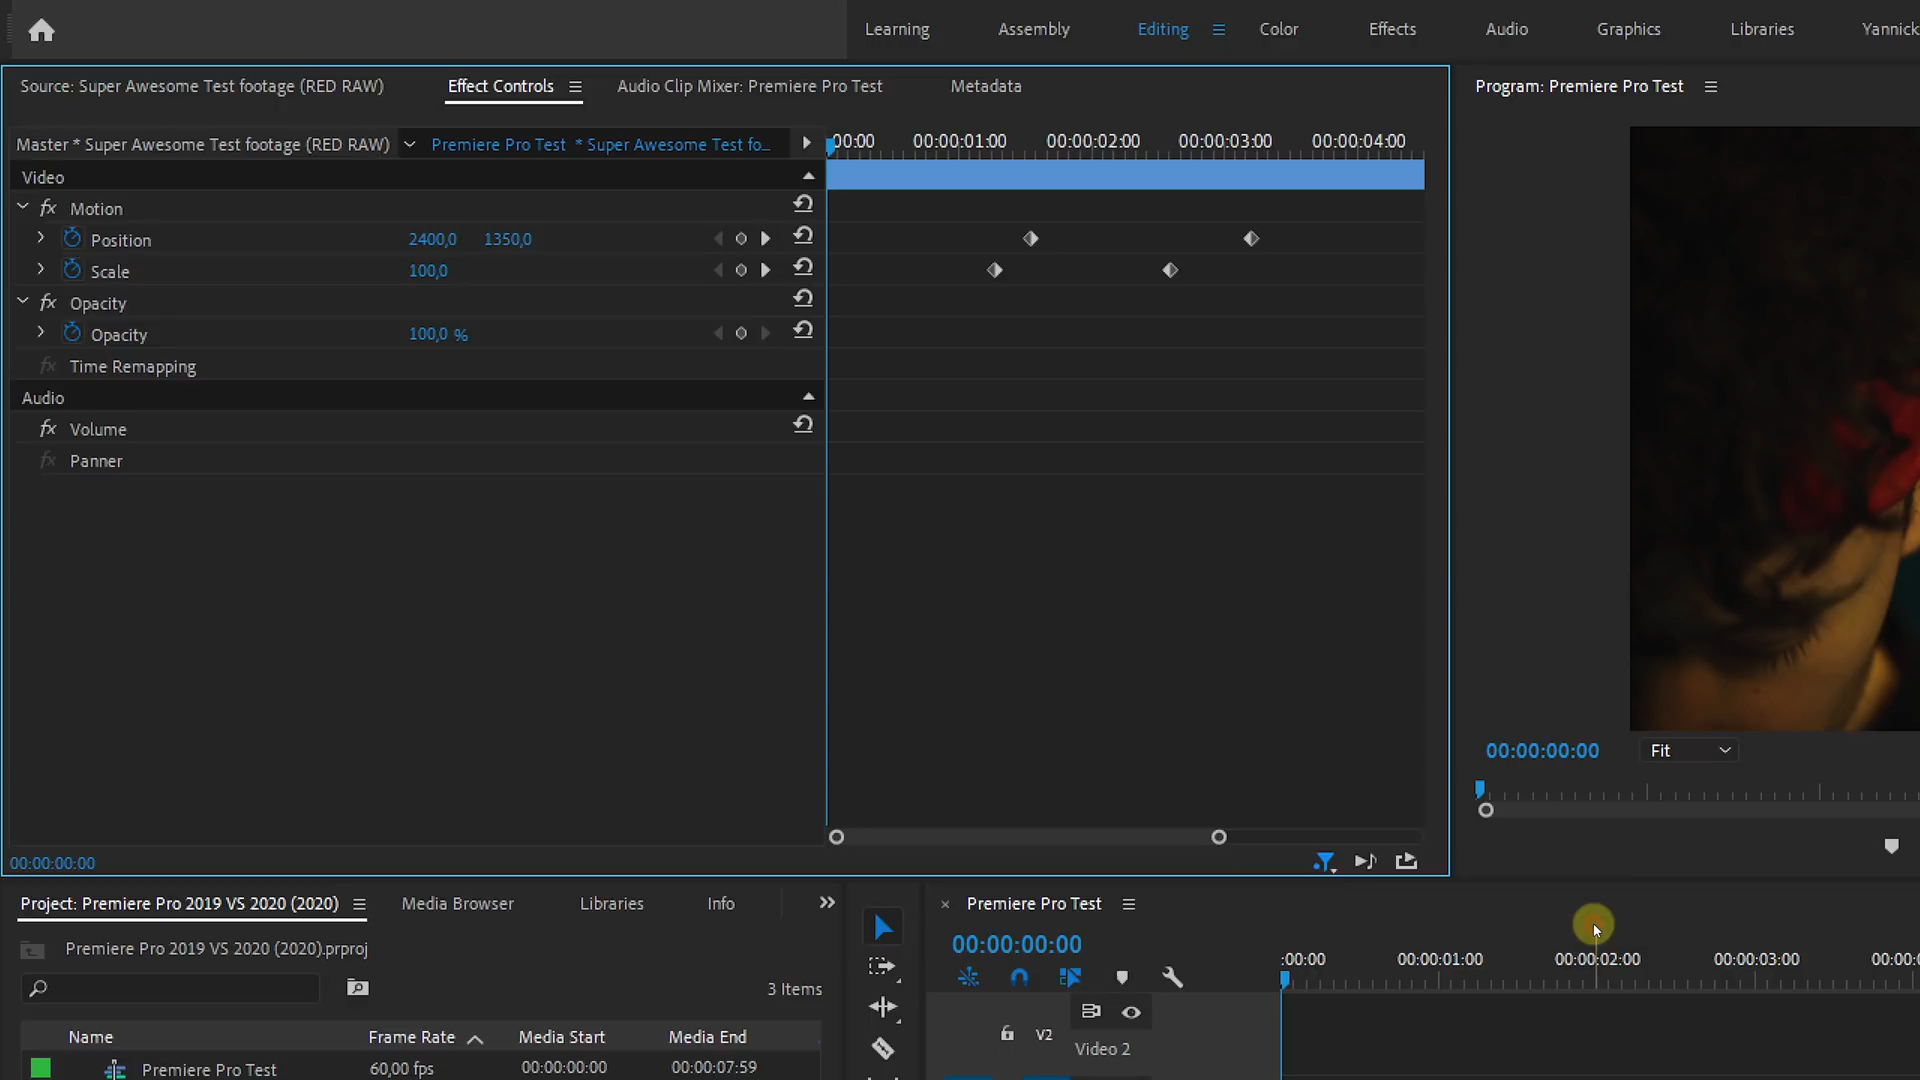 Learning Assembly Editing Color Effects Audio Graphics Libraries Yannick
Source: Super Awesome Test footage (RED RAW) Effect Controls Audio Clip Mixer: Premiere Pro Test Metadata
Program: Premiere Pro Test
Master * Super Awesome Test footage (RED RAW) Premiere Pro Test * Super Awesome Test fo...
:00:00 00:00:01:00 00:00:02:00 00:00:03:00 00:00:04:00
Video
fx Motion
Position 2400,0 1350,0
Scale 100,0
fx Opacity
Opacity 100,0 %
fx Time Remapping
Audio
fx Volume
fx Panner
00:00:00:00
00:00:00:00 Fit
Project: Premiere Pro 2019 VS 2020 (2020) Media Browser Libraries Info
Premiere Pro 2019 VS 2020 (2020).prproj
3 Items
Name Frame Rate Media Start Media End
Premiere Pro Test 60,00 fps 00:00:00:00 00:00:07:59
× Premiere Pro Test
00:00:00:00
:00:00 00:00:01:00 00:00:02:00 00:00:03:00 00:00:0
V2
Video 2